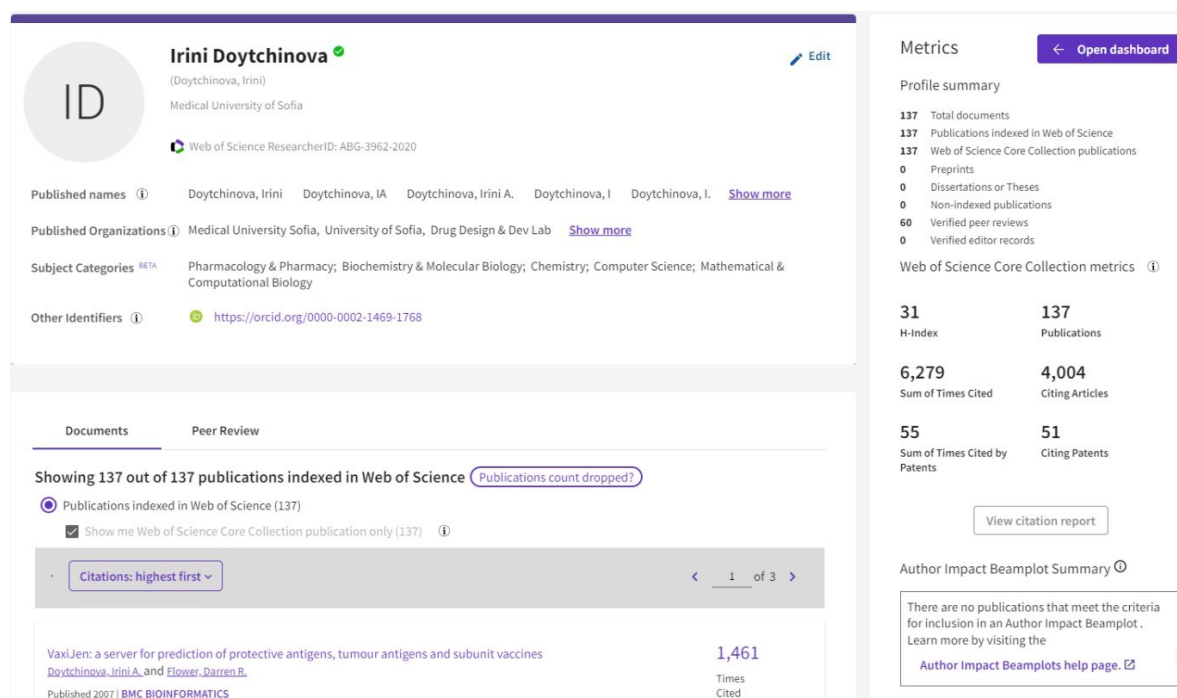 ID
Irini Doytchinova
Edit
(Doytchinova, Irini)
Medical University of Sofia
Web of Science ResearcherID: ABG-3962-2020
Published names Doytchinova, Irini Doytchinova, IA Doytchinova, Irini A. Doytchinova, I Doytchinova, I. Show more
Published Organizations Medical University Sofia, University of Sofia, Drug Design & Dev Lab Show more
Subject Categories BETA Pharmacology & Pharmacy; Biochemistry & Molecular Biology; Chemistry; Computer Science; Mathematical &
Computational Biology
Other Identifiers iD https://orcid.org/0000-0002-1469-1768
Documents Peer Review
Showing 137 out of 137 publications indexed in Web of Science Publications count dropped?
Publications indexed in Web of Science (137)
Show me Web of Science Core Collection publication only (137)
Citations: highest first
1 of 3
VaxiJen: a server for prediction of protective antigens, tumour antigens and subunit vaccines
Doytchinova, Irini A. and Flower, Darren R.
Published 2007 | BMC BIOINFORMATICS
1,461
Times
Cited
Metrics
Open dashboard
Profile summary
137 Total documents
137 Publications indexed in Web of Science
137 Web of Science Core Collection publications
0 Preprints
0 Dissertations or Theses
0 Non-indexed publications
60 Verified peer reviews
0 Verified editor records
Web of Science Core Collection metrics
31 137
H-Index Publications
6,279 4,004
Sum of Times Cited Citing Articles
55 51
Sum of Times Cited by Citing Patents
Patents
View citation report
Author Impact Beamplot Summary
There are no publications that meet the criteria
for inclusion in an Author Impact Beamplot .
Learn more by visiting the
Author Impact Beamplots help page.